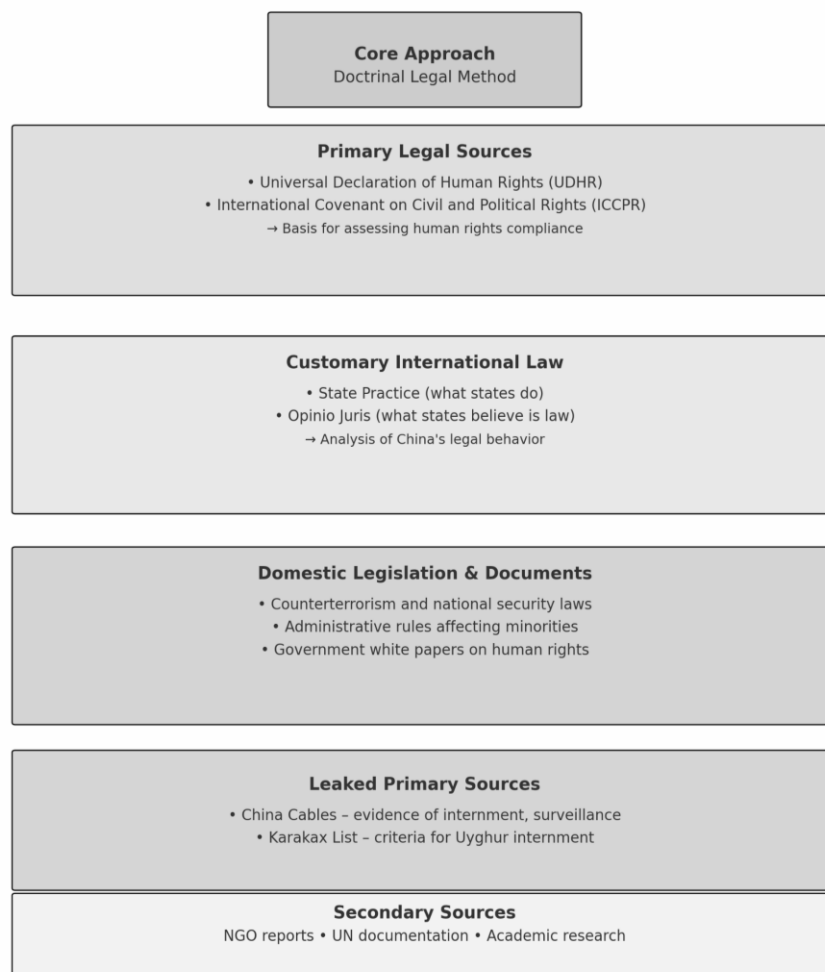 Core Approach
Doctrinal Legal Method
Primary Legal Sources
• Universal Declaration of Human Rights (UDHR)
• International Covenant on Civil and Political Rights (ICCPR)
→ Basis for assessing human rights compliance
Customary International Law
• State Practice (what states do)
• Opinio Juris (what states believe is law)
→ Analysis of China's legal behavior
Domestic Legislation & Documents
• Counterterrorism and national security laws
• Administrative rules affecting minorities
• Government white papers on human rights
Leaked Primary Sources
• China Cables – evidence of internment, surveillance
• Karakax List – criteria for Uyghur internment
Secondary Sources
NGO reports • UN documentation • Academic research